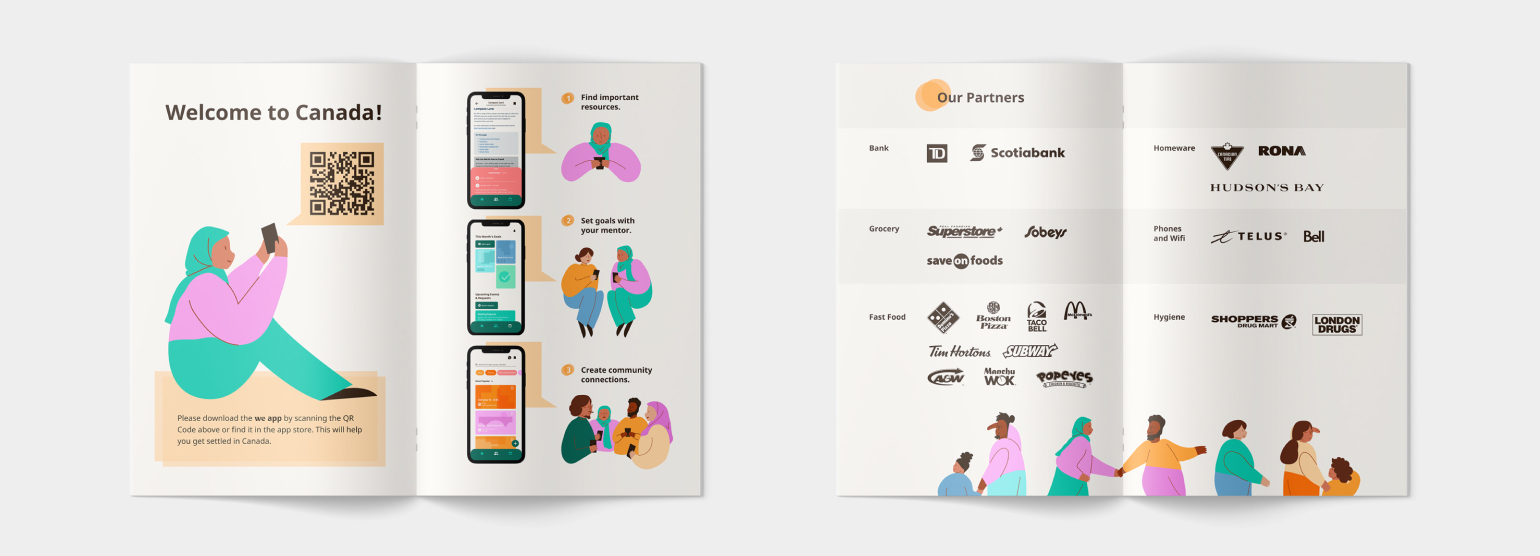 Welcome to Canada!
Please download the we app by scanning the QR
Code above or find it in the app store. This will help
you get settled in Canada.
1
Find important
resources.
2
Set goals with
your mentor.
3
Create community
connections.
Our Partners
Bank
TD
Scotiabank
Grocery
Superstore
Sobeys
save on foods
Fast Food
Boston
Pizza
TACO
BELL
McDonald's
Tim Hortons
SUBWAY
A&W
Manchu
WOK
POPEYES
Homeware
CANADIAN
TIRE
RONA
HUDSON'S BAY
Phones
and Wifi
TELUS®
Bell
Hygiene
SHOPPERS
DRUG MART
LONDON
DRUGS